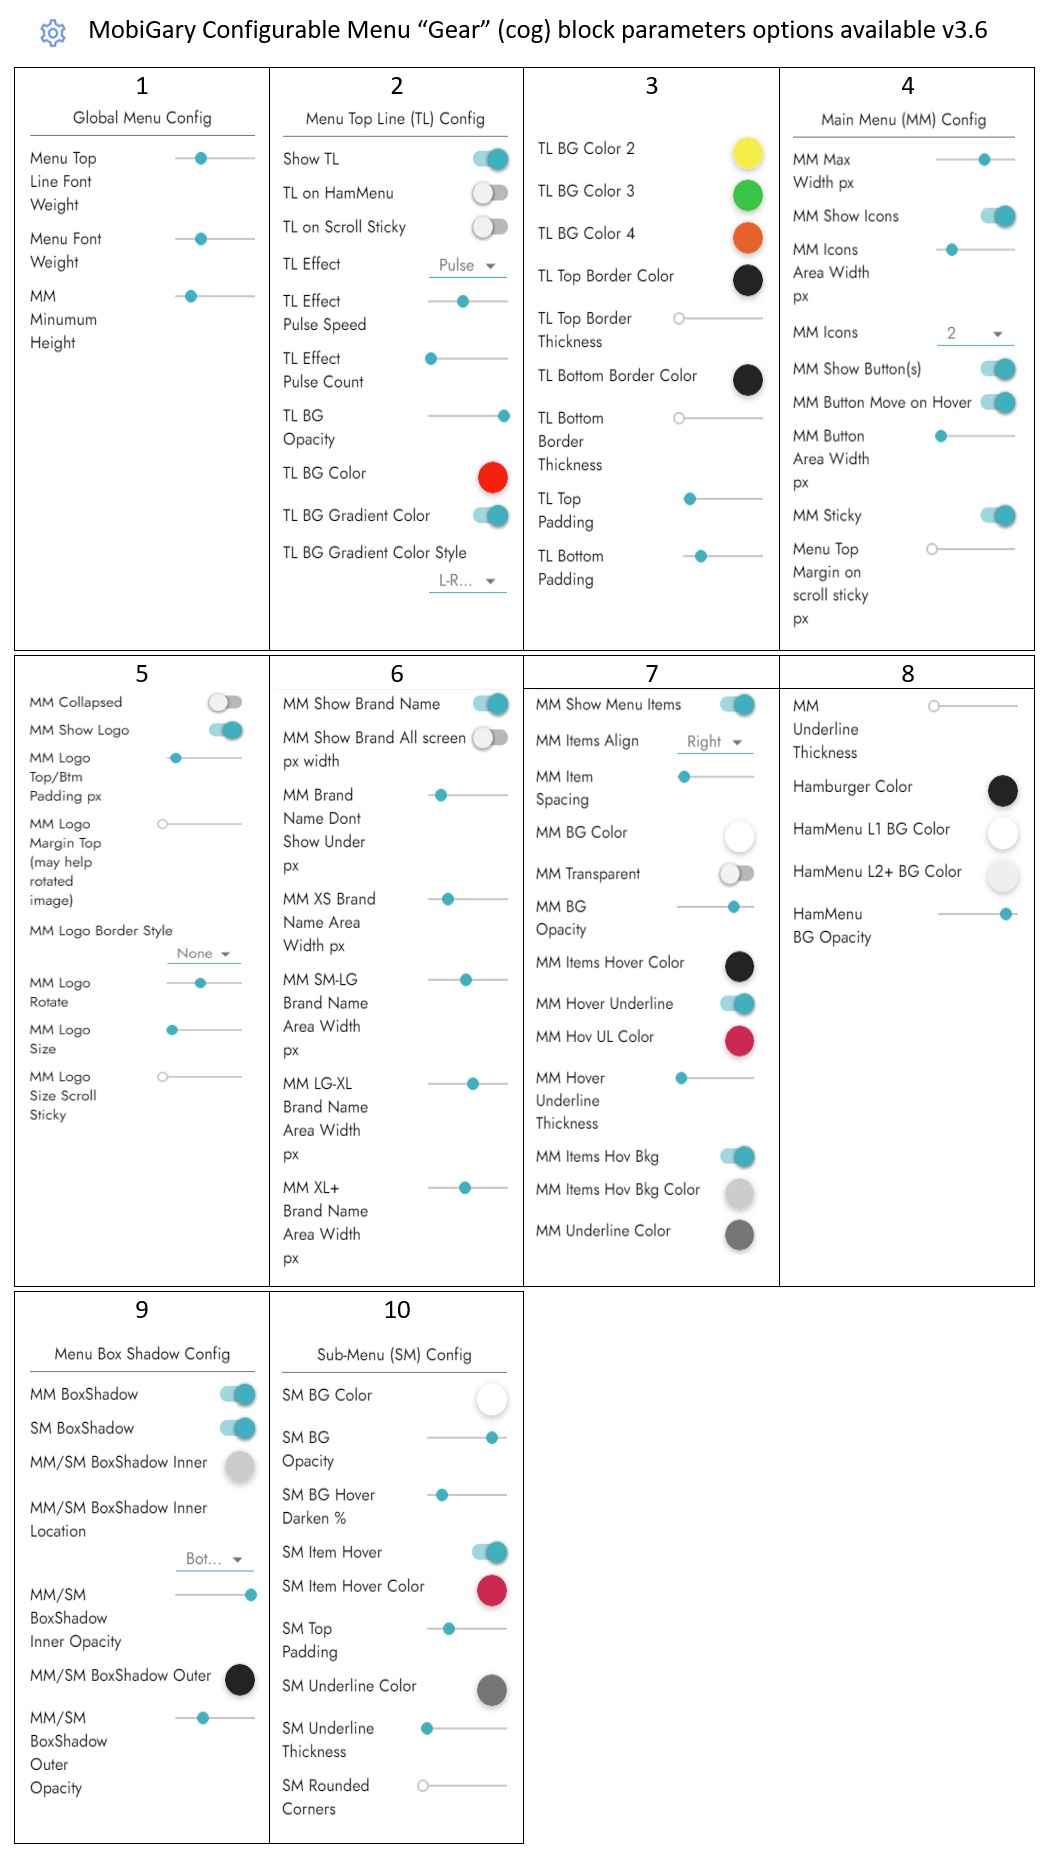 MobiGary Configurable Menu “Gear” (cog) block parameters options available v3.6
1
Global Menu Config
Menu Top
Line Font
Weight
Menu Font
Weight
MM
Minumum
Height
2
Menu Top Line (TL) Config
Show TL
TL on HamMenu
TL on Scroll Sticky
TL Effect
Pulse
TL Effect
Pulse Speed
TL Effect
Pulse Count
TL BG
Opacity
TL BG Color
TL BG Gradient Color
TL BG Gradient Color Style
L-R...
3
TL BG Color 2
TL BG Color 3
TL BG Color 4
TL Top Border Color
TL Top Border
Thickness
TL Bottom Border Color
TL Bottom
Border
Thickness
TL Top
Padding
TL Bottom
Padding
4
Main Menu (MM) Config
MM Max
Width px
MM Show Icons
MM Icons
Area Width
px
MM Icons
2
MM Show Button(s)
MM Button Move on Hover
MM Button
Area Width
px
MM Sticky
Menu Top
Margin on
scroll sticky
px
5
MM Collapsed
MM Show Logo
MM Logo
Top/Btm
Padding px
MM Logo
Margin Top
(may help
rotated
image)
MM Logo Border Style
None
MM Logo
Rotate
MM Logo
Size
MM Logo
Size Scroll
Sticky
6
MM Show Brand Name
MM Show Brand All screen
px width
MM Brand
Name Dont
Show Under
px
MM XS Brand
Name Area
Width px
MM SM-LG
Brand Name
Area Width
px
MM LG-XL
Brand Name
Area Width
px
MM XL+
Brand Name
Area Width
px
7
MM Show Menu Items
MM Items Align
Right
MM Item
Spacing
MM BG Color
MM Transparent
MM BG
Opacity
MM Items Hover Color
MM Hover Underline
MM Hov UL Color
MM Hover
Underline
Thickness
MM Items Hov Bkg
MM Items Hov Bkg Color
MM Underline Color
8
MM
Underline
Thickness
Hamburger Color
HamMenu L1 BG Color
HamMenu L2+ BG Color
HamMenu
BG Opacity
9
Menu Box Shadow Config
MM BoxShadow
SM BoxShadow
MM/SM BoxShadow Inner
MM/SM BoxShadow Inner
Location
Bot...
MM/SM
BoxShadow
Inner Opacity
MM/SM BoxShadow Outer
MM/SM
BoxShadow
Outer
Opacity
10
Sub-Menu (SM) Config
SM BG Color
SM BG
Opacity
SM BG Hover
Darken %
SM Item Hover
SM Item Hover Color
SM Top
Padding
SM Underline Color
SM Underline
Thickness
SM Rounded
Corners